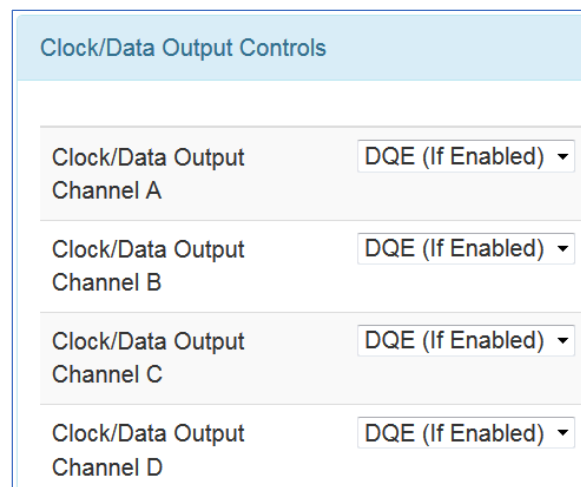 Clock/Data Output Controls
Clock/Data Output
Channel A
DQE (If Enabled)
Clock/Data Output
Channel B
DQE (If Enabled)
Clock/Data Output
Channel C
DQE (If Enabled)
Clock/Data Output
Channel D
DQE (If Enabled)